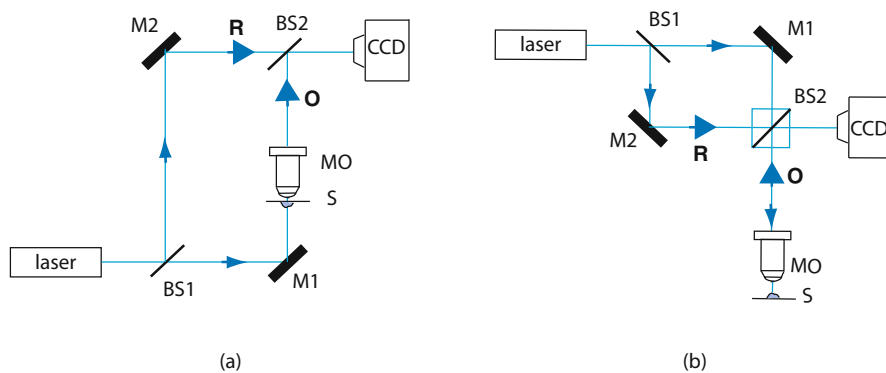 M2
R
BS2
CCD
O
MO
S
laser
BS1
M1
(a)
laser
BS1
M1
BS2
M2
R
CCD
O
MO
S
(b)